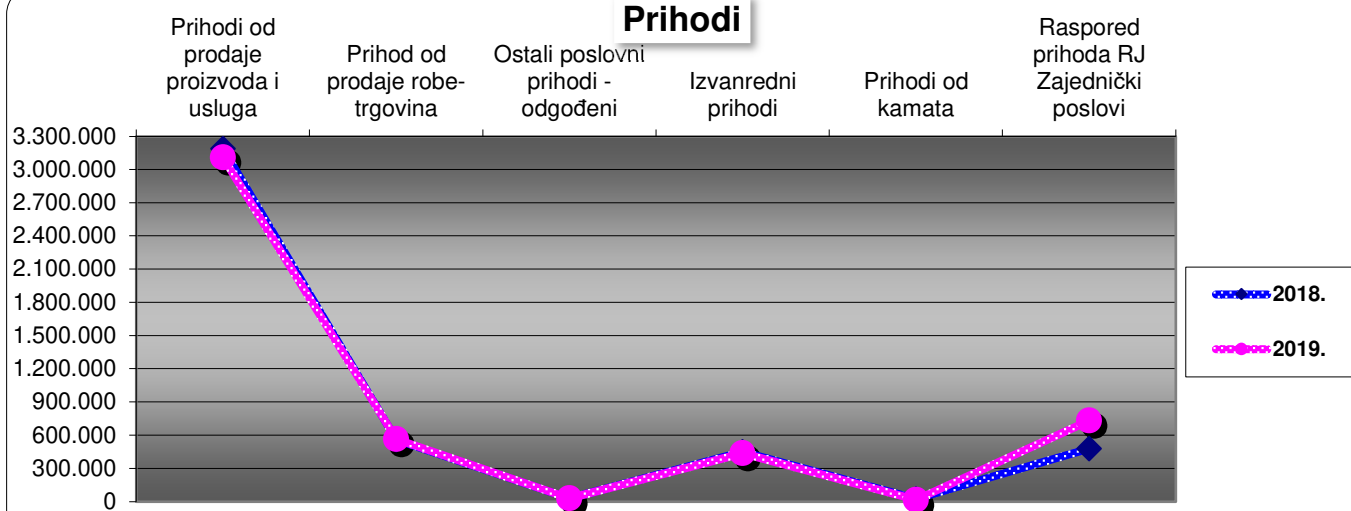 Prihodi
Prihodi od
prodaje
proizvoda i
usluga
Prihod od
prodaje robe-
trgovina
Ostali poslovni
prihodi -
odgođeni
Izvanredni
prihodi
Prihodi od
kamata
Raspored
prihoda RJ
Zajednički
poslovi
3.300.000
3.000.000
2.700.000
2.400.000
2.100.000
1.800.000
1.500.000
1.200.000
900.000
600.000
300.000
0
2018.
2019.